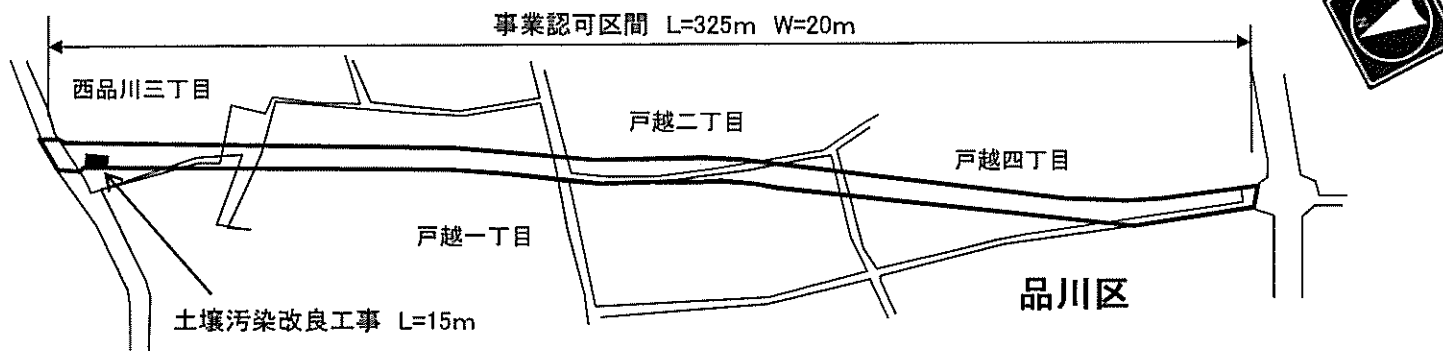 事業認可区間 L=325m W=20m
西品川三丁目
戸越二丁目
戸越四丁目
戸越一丁目
品川区
土壌汚染改良工事 L=15m